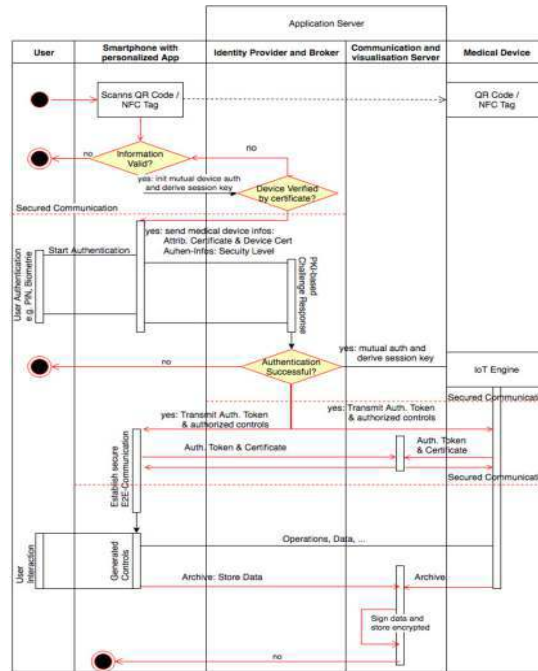 Application Server
User
Smartphone with
personalized App
Identity Provider and Broker
Communication and
visualisation Server
Medical Device
Scanns QR Code /
NFC Tag
QR Code /
NFC Tag
no
Information
Valid?
no
yes: init mutual device auth
and derive session key
Device Verified
by certificate?
Secured Communication
yes: send medical device infos:
Attrib. Certificate & Device Cert
Auhen-Infos: Secuity Level
Start Authentication
User Authentication
e.g. PIN, Biometrie
PKI-based
Challenge Response
yes: mutual auth and
derive session key
no
Authentication
Successful?
IoT Engine
Secured Communicatio
yes: Transmit Auth. Token
& authorized controls
yes: Transmit Auth. Token
& authorized controls
Auth. Token & Certificate
Auth. Token
& Certificate
Establish secure
E2E-Communication
Secured Communicatio
User
Interaction
Generated
Controls
Operations, Data, ...
Archive: Store Data
Archive
Sign data and
store encrypted
no